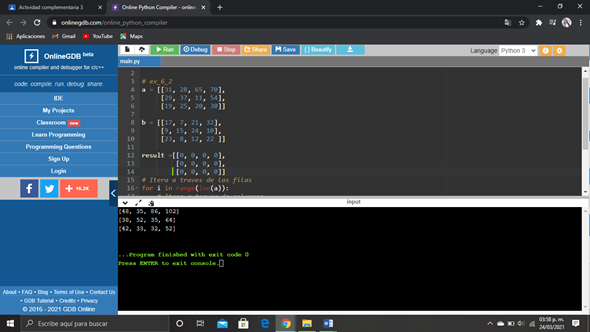 Actividad complementaria 3
Online Python Compiler - online
onlinegdb.com/online_python_compiler
Aplicaciones
Gmail
YouTube
Maps
OnlineGDB beta
online compiler and debugger for c/c++
code. compile. run. debug. share.
IDE
My Projects
Classroom new
Learn Programming
Programming Questions
Sign Up
Login
+ 46.2K
About • FAQ • Blog • Terms of Use • Contact Us
• GDB Tutorial • Credits • Privacy
© 2016 - 2021 GDB Online
Run
Debug
Stop
Share
Save
{ } Beautify
Language Python 3
main.py
2
3 # ex_6_2
4 a = [[31, 28, 65, 70],
5 [29, 37, 11, 54],
6 [19, 25, 20, 30]]
7
8 b = [[17, 7, 21, 32],
9 [9, 15, 24, 10],
10 [23, 8, 12, 22 ]]
11
12 result =[[0, 0, 0, 0],
13 [0, 0, 0, 0],
14 [0, 0, 0, 0]]
15 # Itera a traves de las filas
16 for i in range(len(a)):
input
[48, 35, 86, 102]
[38, 52, 35, 64]
[42, 33, 32, 52]
...Program finished with exit code 0
Press ENTER to exit console.
Escribe aquí para buscar
03:58 p. m.
24/03/2021